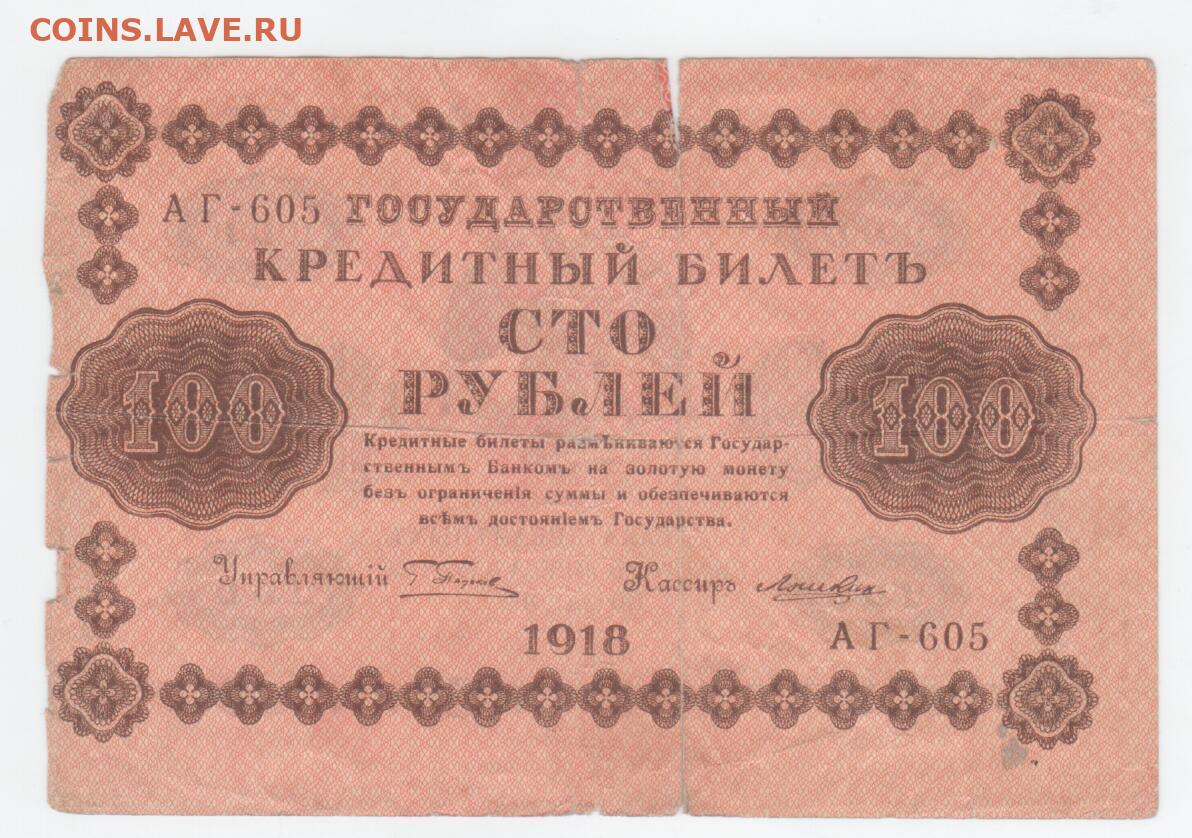 COINS.LAVE.RU
АГ-605 ГОСУДАРСТВЕННЫЙ
КРЕДИТНЫЙ БИЛЕТЪ
СТО
РУБЛЕЙ
100 100
Кредитные билеты размѣниваются Государ-
ственнымъ Банкомъ на золотую монету
безъ ограниченія суммы и обезпечиваются
всѣмъ достояніемъ Государства.
Управляющій Кассиръ
1918 АГ-605